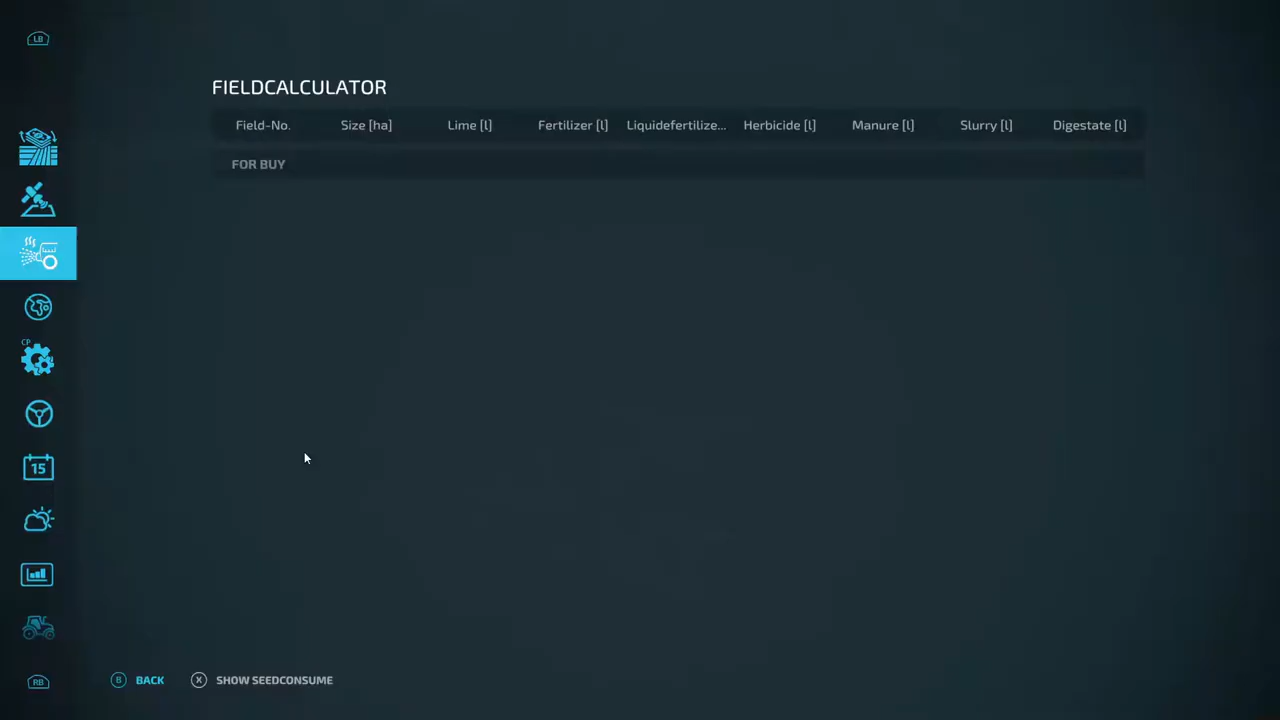 LB
FIELDCALCULATOR
Field-No. Size [ha] Lime [l] Fertilizer [l] Liquidefertilize... Herbicide [l] Manure [l] Slurry [l] Digestate [l]
FOR BUY
CP
15
B BACK X SHOW SEEDCONSUME
RB